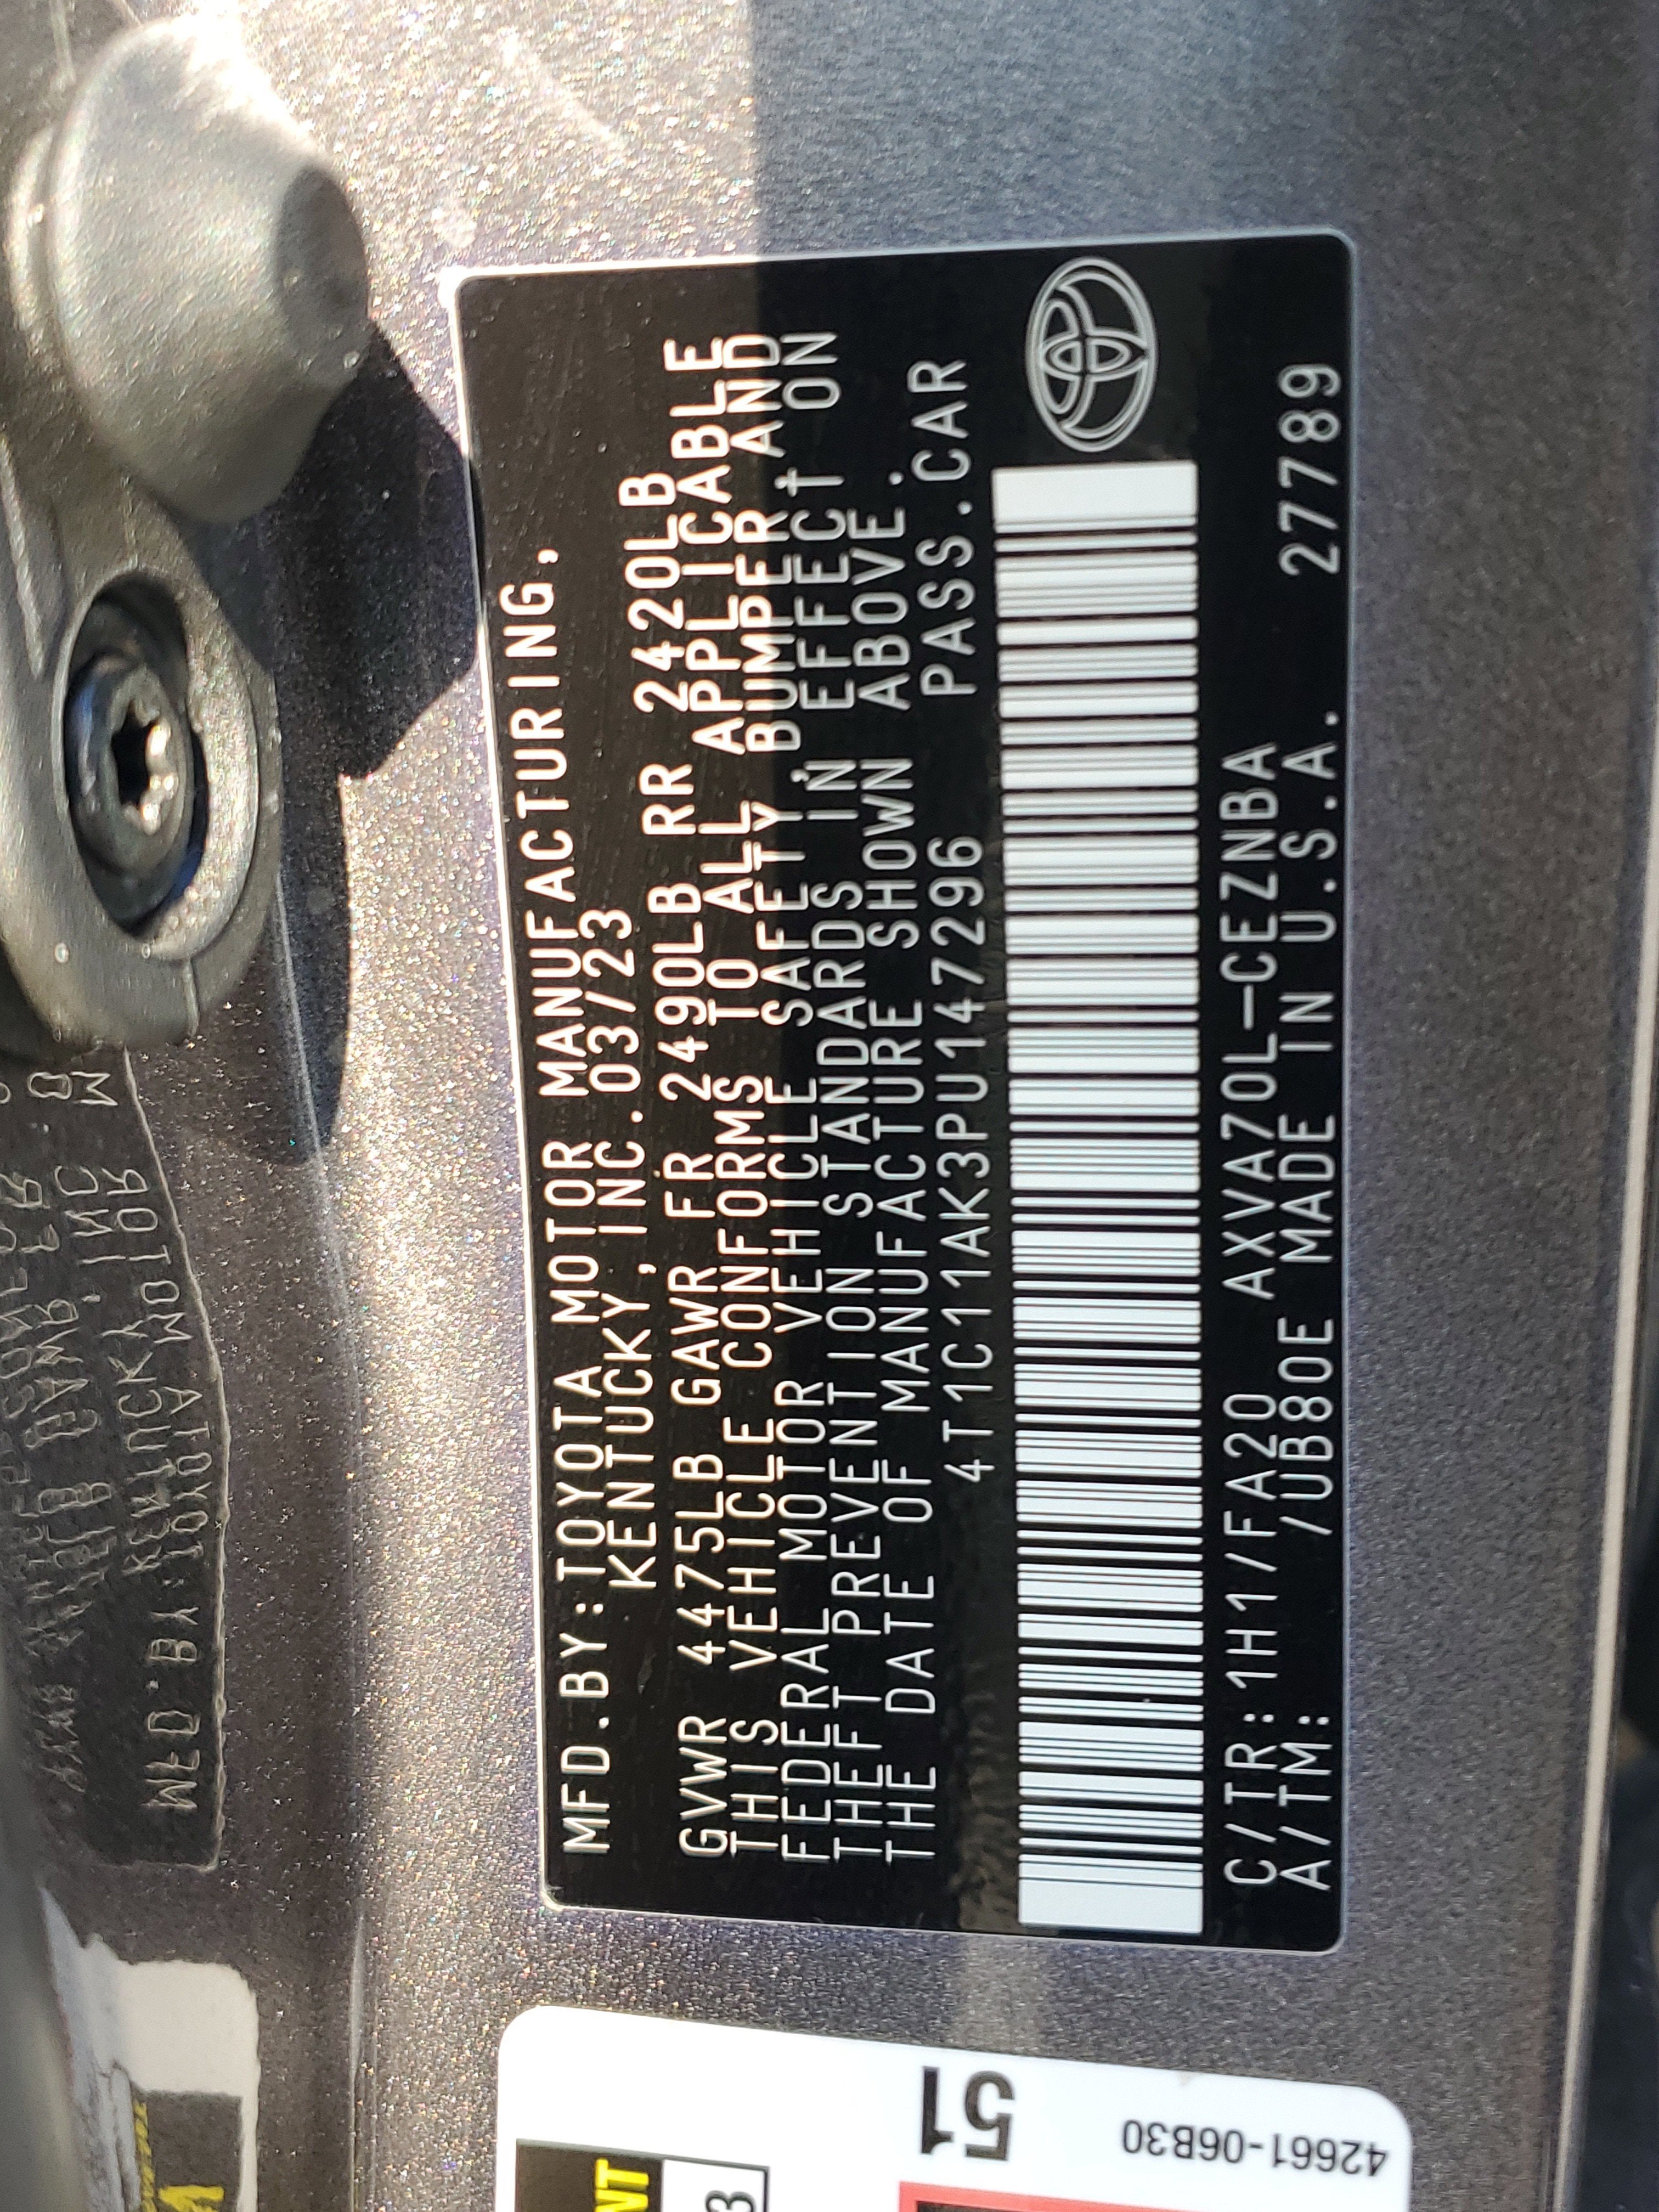 MFD.BY:TOYOTA MOTOR MANUFACTURING,
KENTUCKY, INC.03/23
GVWR 4475LB GAWR FR 2490LB RR 2420LB
THIS VEHICLE CONFORMS TO ALL APPLICABLE
FEDERAL MOTOR VEHICLE SAFETY, BUMPER AND
THEFT PREVENTION STANDARDS IN EFFECT ON
THE DATE OF MANUFACTURE SHOWN ABOVE.
4T1C11AK3PU147296 PASS.CAR
C/TR:1H1/FA20 AXVA70L-CEZNBA
A/TM: /UB80E MADE IN U.S.A. 27789
51
42661-06B30
NT
3